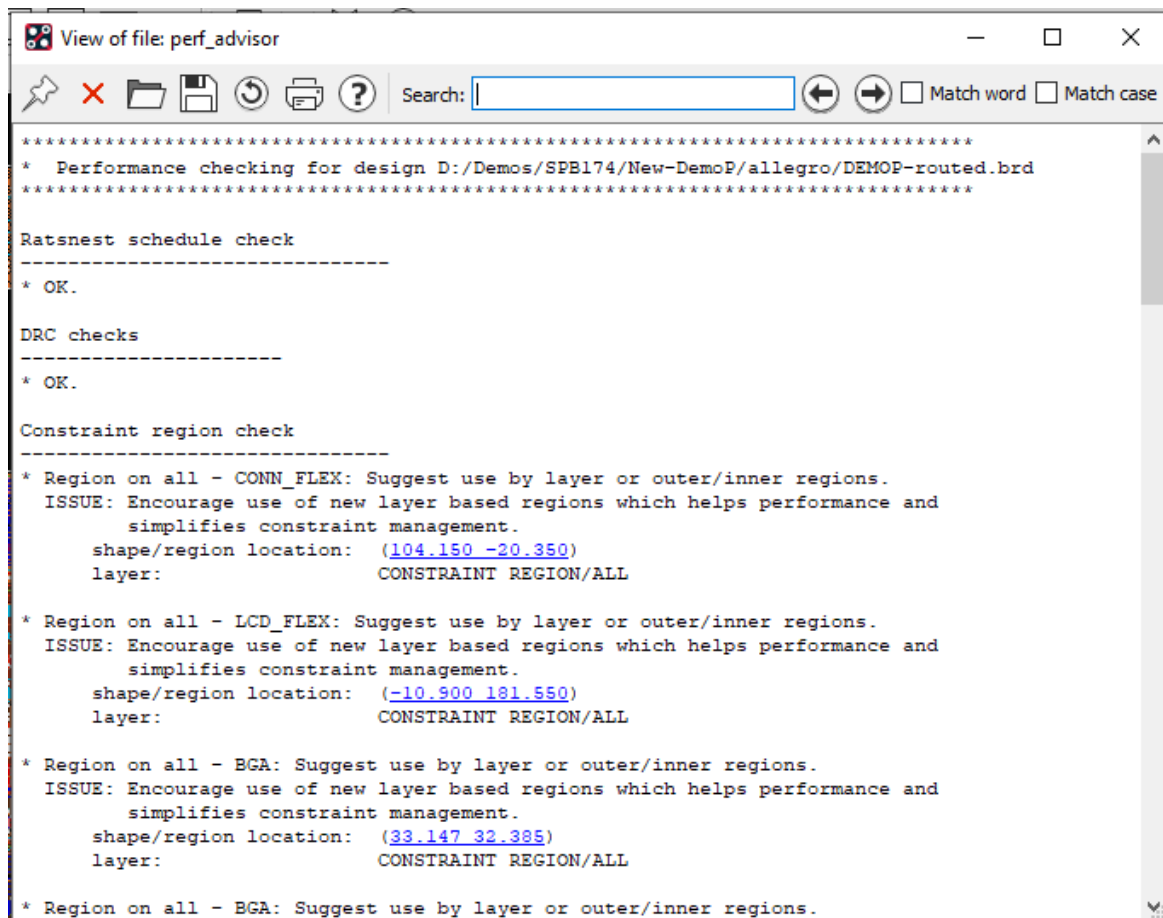 View of file: perf_advisor
Search:
Match word
Match case
********************************************************************************
*  Performance checking for design D:/Demos/SPB174/New-DemoP/allegro/DEMOP-routed.brd
********************************************************************************
Ratsnest schedule check
-------------------------------
* OK.
DRC checks
----------------------
* OK.
Constraint region check
-------------------------------
* Region on all - CONN_FLEX: Suggest use by layer or outer/inner regions.
ISSUE: Encourage use of new layer based regions which helps performance and
simplifies constraint management.
shape/region location:  (104.150 -20.350)
layer:                  CONSTRAINT REGION/ALL
* Region on all - LCD_FLEX: Suggest use by layer or outer/inner regions.
ISSUE: Encourage use of new layer based regions which helps performance and
simplifies constraint management.
shape/region location:  (-10.900 181.550)
layer:                  CONSTRAINT REGION/ALL
* Region on all - BGA: Suggest use by layer or outer/inner regions.
ISSUE: Encourage use of new layer based regions which helps performance and
simplifies constraint management.
shape/region location:  (33.147 32.385)
layer:                  CONSTRAINT REGION/ALL
* Region on all - BGA: Suggest use by layer or outer/inner regions.